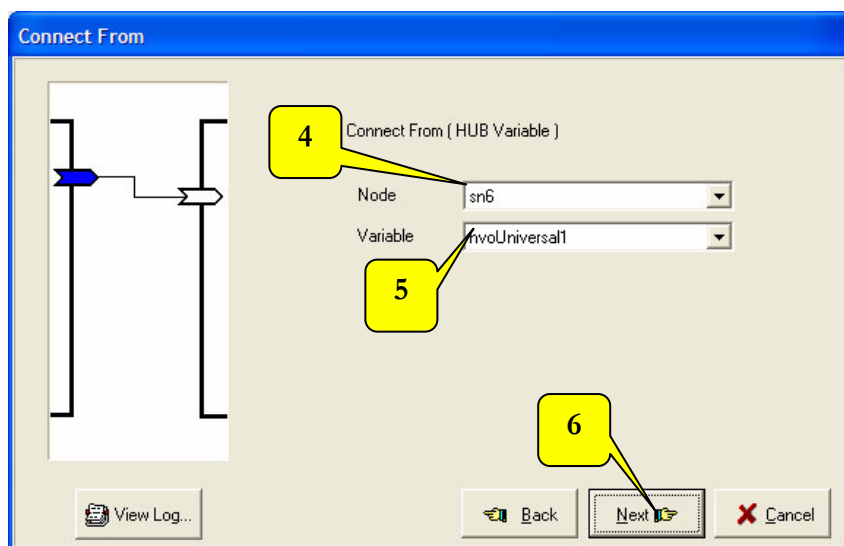 Connect From
4
Connect From ( HUB Variable )
Node sn6
Variable nvoUniversal1
5
6
View Log...
Back
Next
Cancel